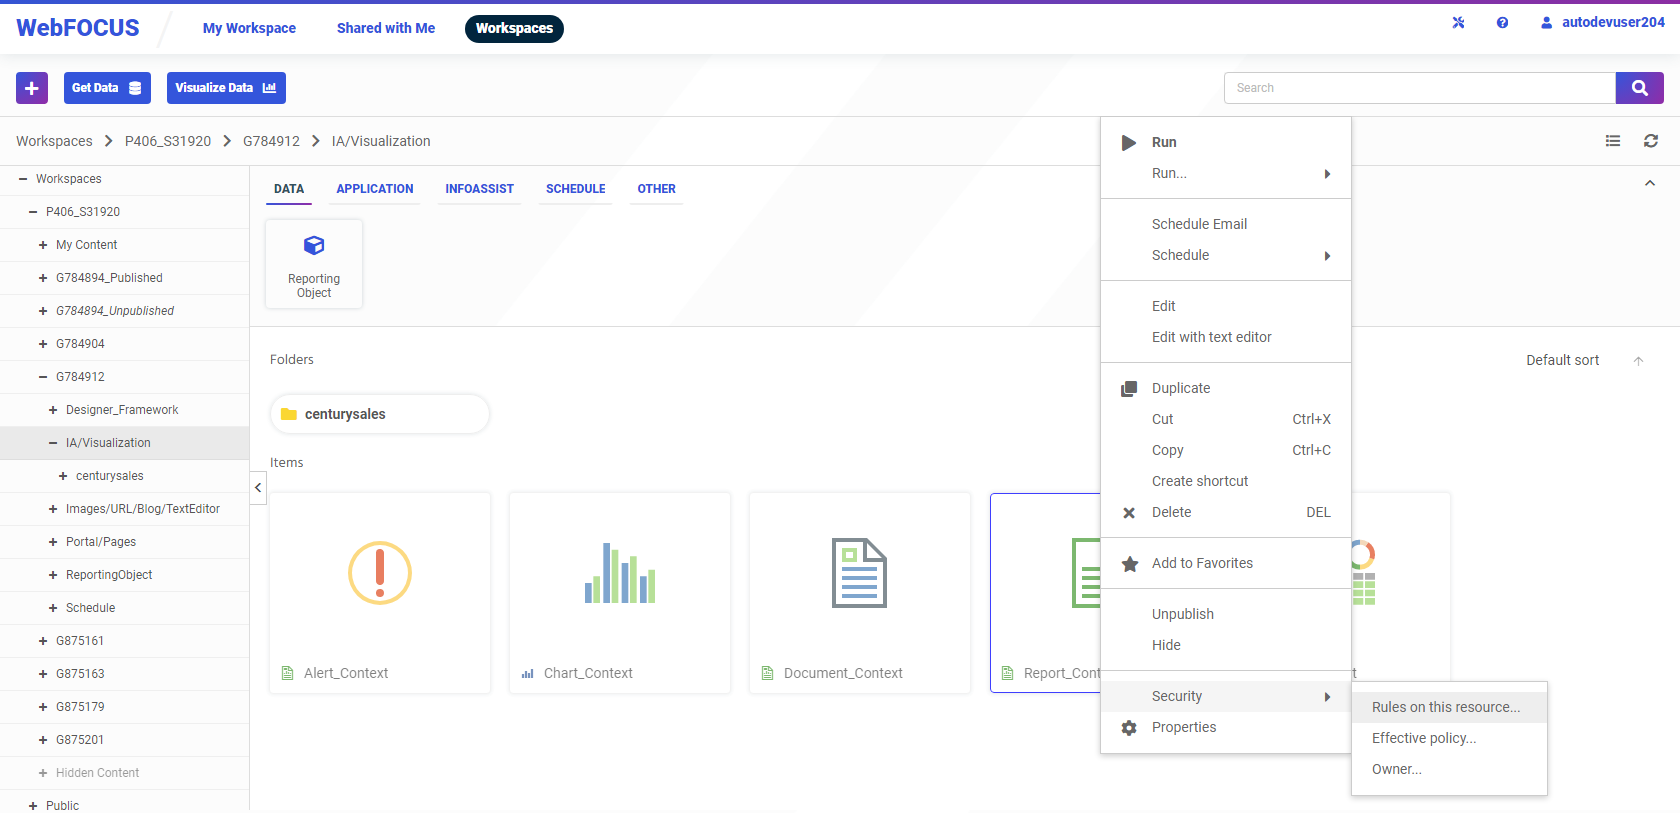 WebFOCUS
My Workspace
Shared with Me
Workspaces
autodevuser204
Get Data
Visualize Data
Search
Workspaces > P406_S31920 > G784912 > IA/Visualization
Workspaces
P406_S31920
My Content
G784894_Published
G784894_Unpublished
G784904
G784912
Designer_Framework
IA/Visualization
centurysales
Images/URL/Blog/TextEditor
Portal/Pages
ReportingObject
Schedule
G875161
G875163
G875179
G875201
Hidden Content
Public
DATA
APPLICATION
INFOASSIST
SCHEDULE
OTHER
Reporting
Object
Folders
Default sort
centurysales
Items
Alert_Context
Chart_Context
Document_Context
Run
Run...
Schedule Email
Schedule
Edit
Edit with text editor
Duplicate
Cut Ctrl+X
Copy Ctrl+C
Create shortcut
Delete DEL
Add to Favorites
Unpublish
Hide
Security
Properties
Rules on this resource...
Effective policy...
Owner...